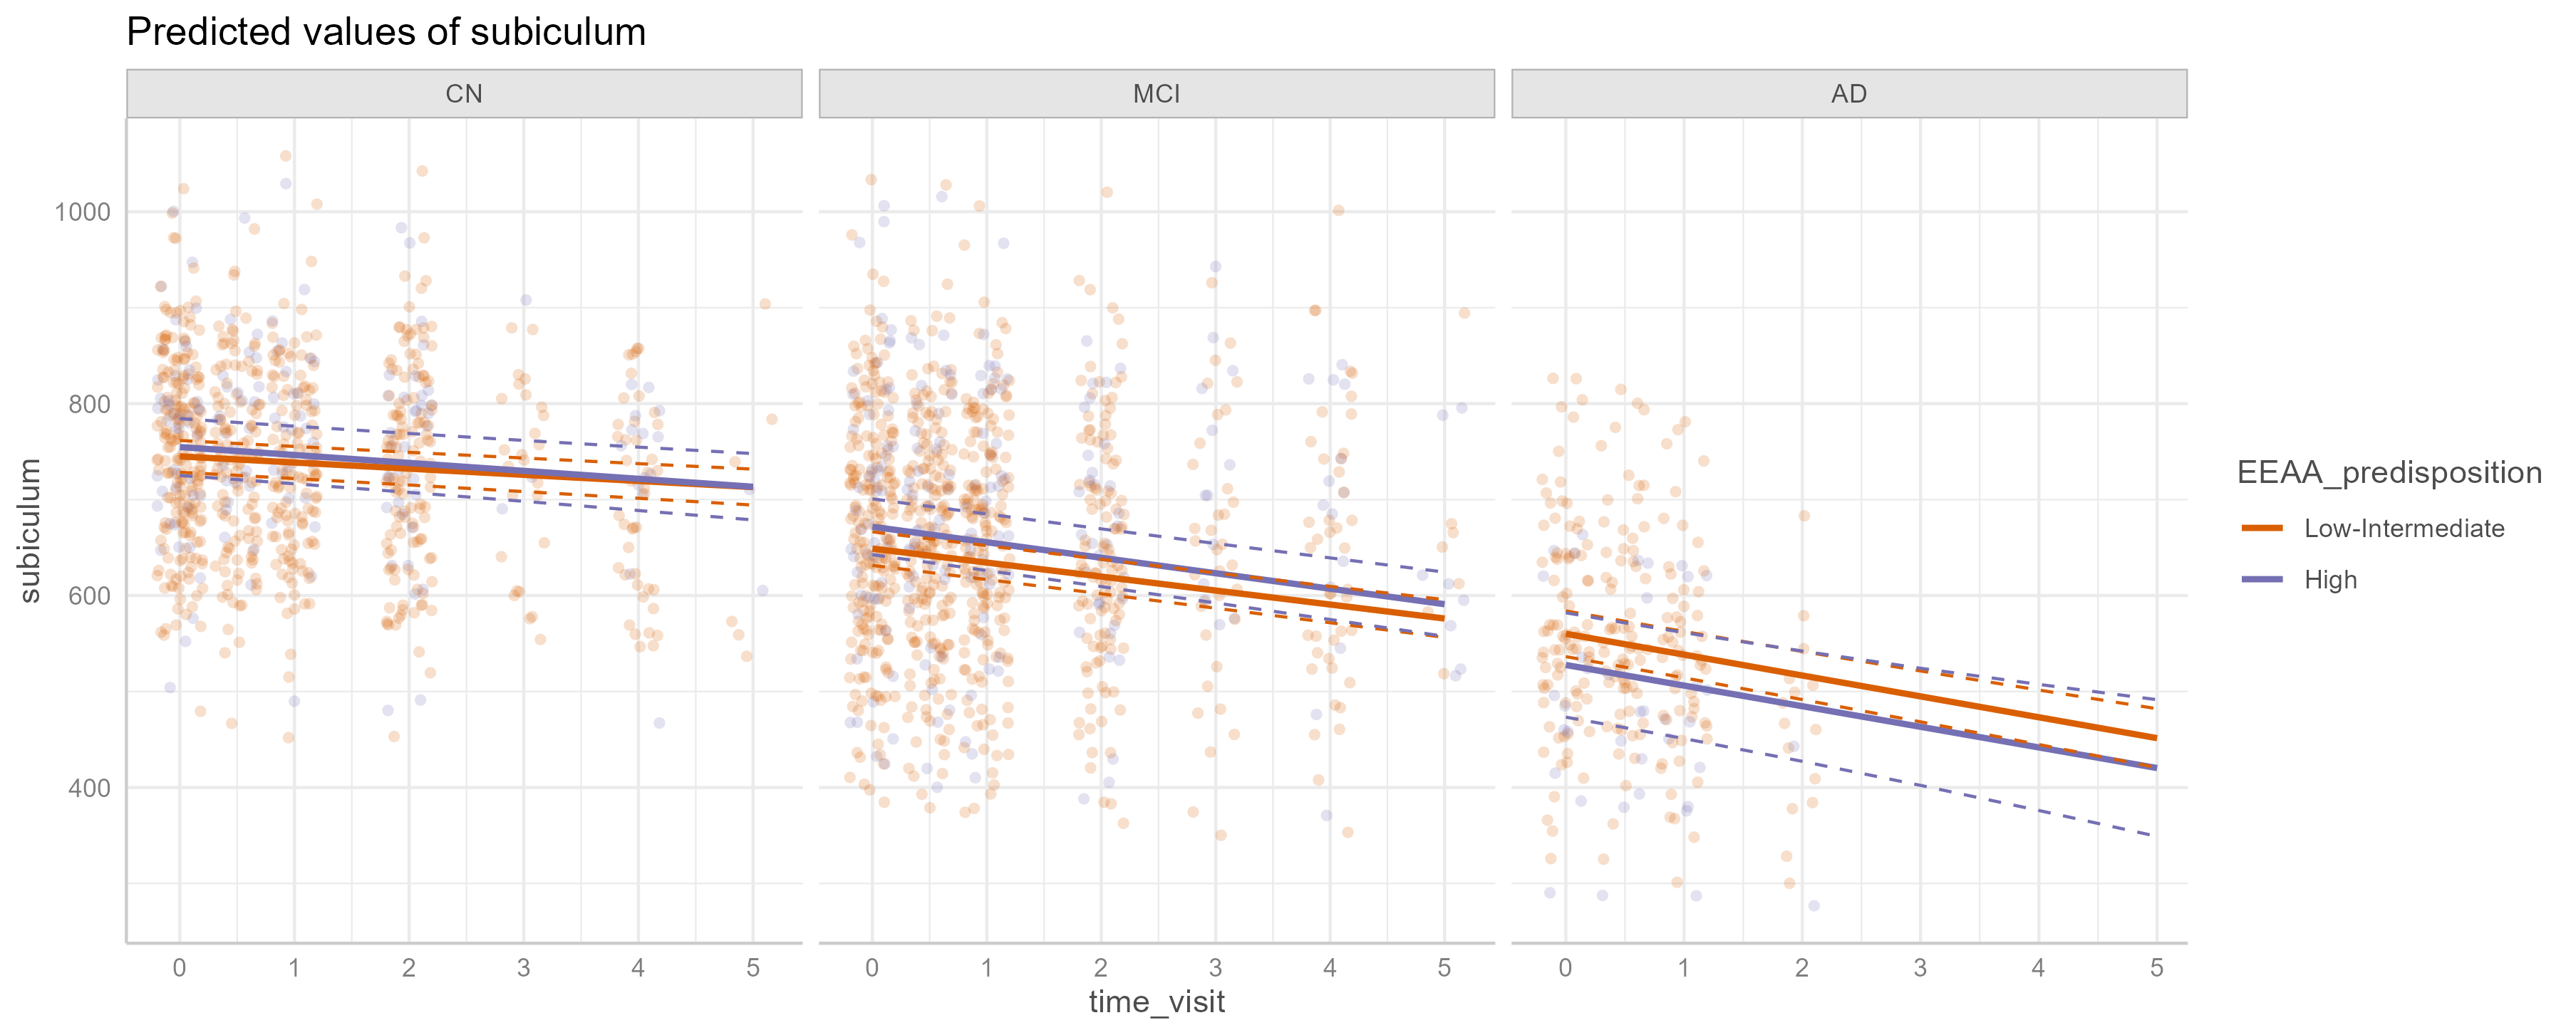 Predicted values of subiculum
CN
MCI
AD
subiculum
1000
800
600
400
0 1 2 3 4 5
0 1 2 3 4 5
0 1 2 3 4 5
time_visit
EEAA_predisposition
Low-Intermediate
High